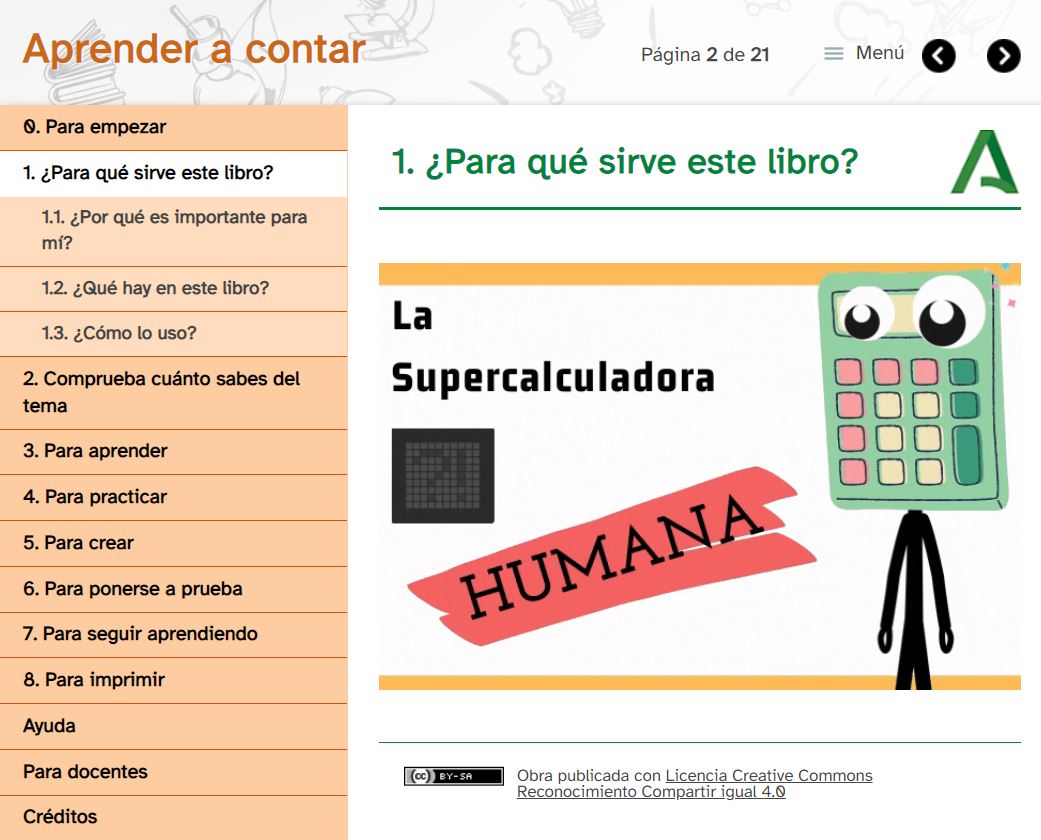 Aprender a contar
Página 2 de 21
Menú
0. Para empezar
1. ¿Para qué sirve este libro?
1.1. ¿Por qué es importante para
mí?
1.2. ¿Qué hay en este libro?
1.3. ¿Cómo lo uso?
2. Comprueba cuánto sabes del
tema
3. Para aprender
4. Para practicar
5. Para crear
6. Para ponerse a prueba
7. Para seguir aprendiendo
8. Para imprimir
Ayuda
Para docentes
Créditos
1. ¿Para qué sirve este libro?
La
Supercalculadora
HUMANA
cc BY-SA
Obra publicada con Licencia Creative Commons
Reconocimiento Compartir igual 4.0